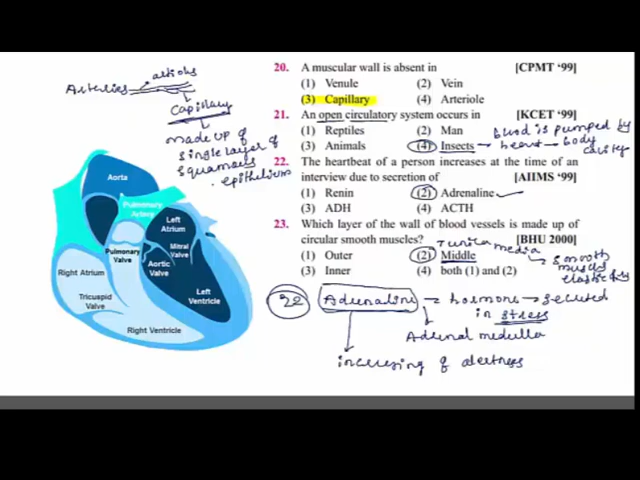 20. A muscular wall is absent in [CPMT '99]
(1) Venule (2) Vein
(3) Capillary (4) Arteriole
21. An open circulatory system occurs in [KCET '99]
(1) Reptiles (2) Man
(3) Animals (4) Insects → blood is pumped by
heart → body
cavities
22. The heartbeat of a person increases at the time of an
interview due to secretion of [AIIMS '99]
(1) Renin (2) Adrenaline
(3) ADH (4) ACTH
23. Which layer of the wall of blood vessels is made up of
circular smooth muscles? [BHU 2000]
(1) Outer (2) Middle
(3) Inner (4) both (1) and (2)
Tunica media
smooth
muscles
22 Adrenaline → hormone → secreted
in stress
Adrenal medulla
increasing of alertness
Arteries
Capillary
made up of
single layer of
squamous
epithelium
Aorta
Pulmonary
Artery
Left
Atrium
Pulmonary
Valve
Mitral
Valve
Aortic
Valve
Right Atrium
Left
Ventricle
Tricuspid
Valve
Right Ventricle